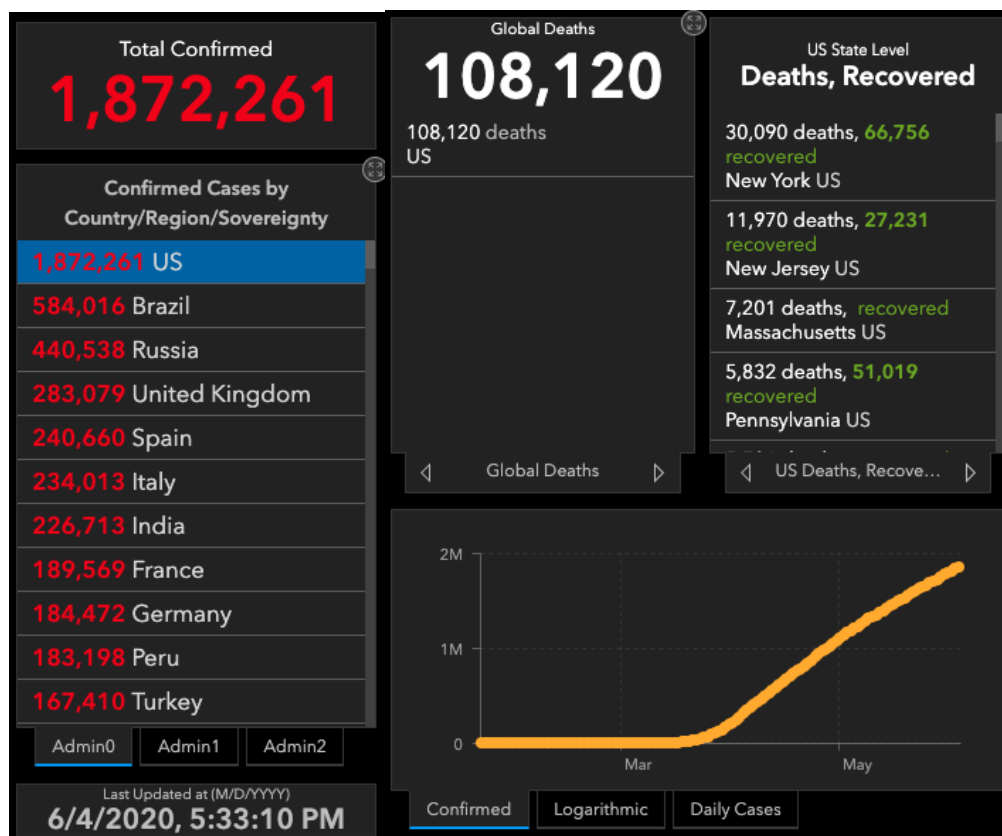 Total Confirmed
1,872,261
Confirmed Cases by
Country/Region/Sovereignty
1,872,261 US
584,016 Brazil
440,538 Russia
283,079 United Kingdom
240,660 Spain
234,013 Italy
226,713 India
189,569 France
184,472 Germany
183,198 Peru
167,410 Turkey
Admin0 Admin1 Admin2
Last Updated at (M/D/YYYY)
6/4/2020, 5:33:10 PM
Global Deaths
108,120
108,120 deaths
US
Global Deaths
US State Level
Deaths, Recovered
30,090 deaths, 66,756
recovered
New York US
11,970 deaths, 27,231
recovered
New Jersey US
7,201 deaths, recovered
Massachusetts US
5,832 deaths, 51,019
recovered
Pennsylvania US
US Deaths, Recove...
2M
1M
0
Mar May
Confirmed Logarithmic Daily Cases